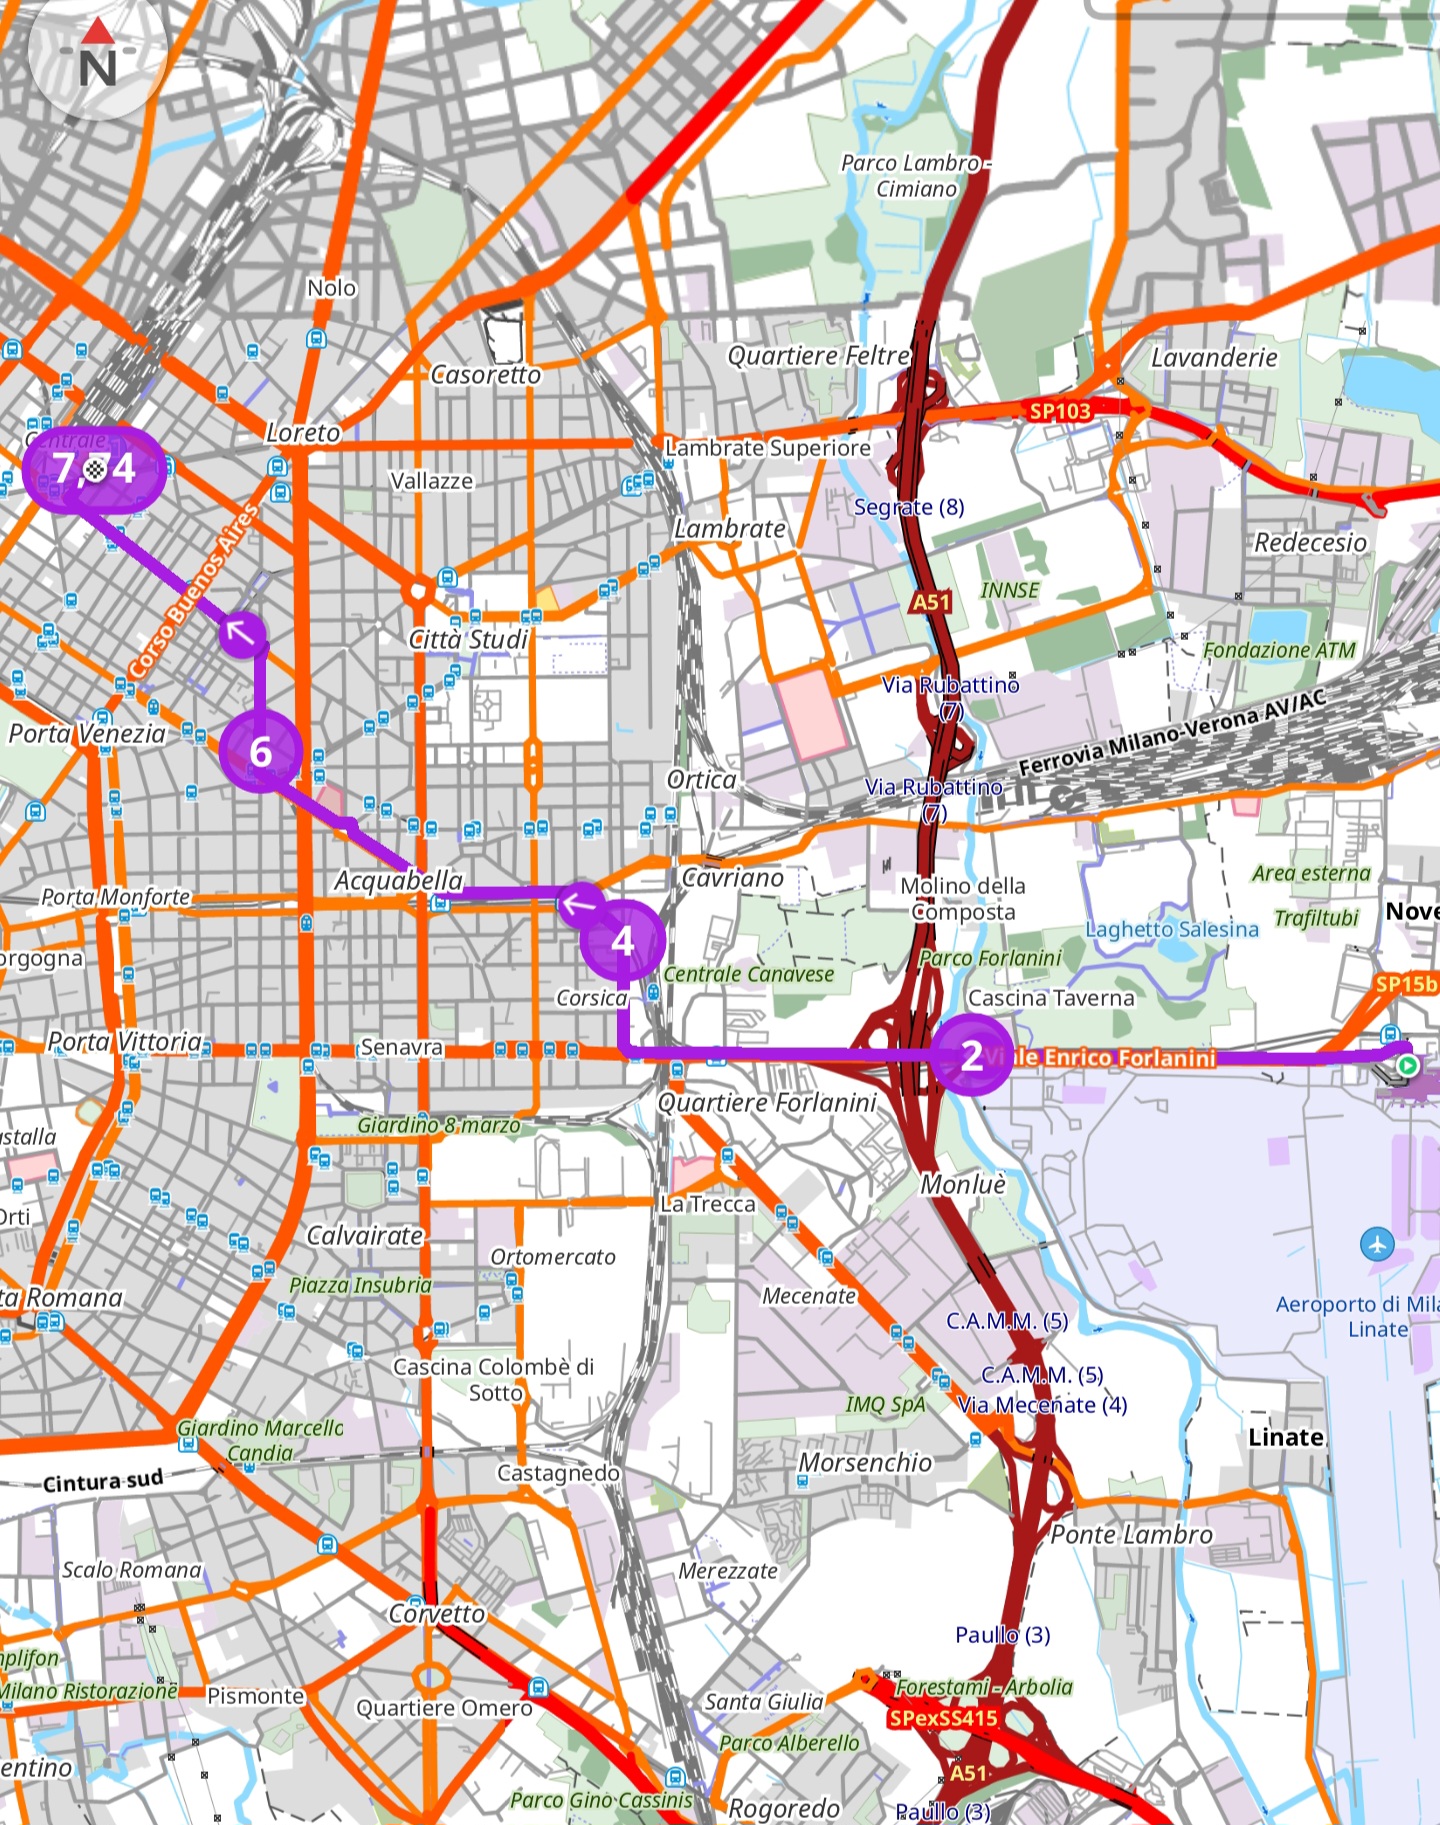 N
Parco Lambro -
Cimiano
Nolo
Quartiere Feltre
Lavanderie
Casoretto
SP103
Loreto
Centrale
Lambrate Superiore
7,74
Vallazze
Segrate (8)
Lambrate
Redecesio
Corso Buenos Aires
INNSE
A51
Città Studi
Fondazione ATM
Via Rubattino
(7)
Porta Venezia
6
Ferrovia Milano-Verona AV/AC
Ortica
Via Rubattino
(7)
Acquabella
Cavriano
Area esterna
Porta Monforte
Molino della
Composta
Trafiltubi
Nove
Laghetto Salesina
4
orgogna
Parco Forlanini
Centrale Canavese
SP15b
Corsica
Cascina Taverna
Porta Vittoria
Senavra
2
Viale Enrico Forlanini
Quartiere Forlanini
Giardino 8 marzo
astalla
Monluè
La Trecca
Orti
Calvairate
Ortomercato
Piazza Insubria
Mecenate
ta Romana
Aeroporto di Mila
Linate
C.A.M.M. (5)
Cascina Colombè di
Sotto
C.A.M.M. (5)
IMQ SpA
Via Mecenate (4)
Giardino Marcello
Candia
Linate
Morsenchio
Cintura sud
Castagnedo
Ponte Lambro
Scalo Romana
Merezzate
Corvetto
Paullo (3)
mplifon
Milano Ristorazione
Pismonte
Forestami - Arbolia
Quartiere Omero
Santa Giulia
SPexSS415
Parco Alberello
entino
A51
Parco Gino Cassinis
Rogoredo
Paullo (3)